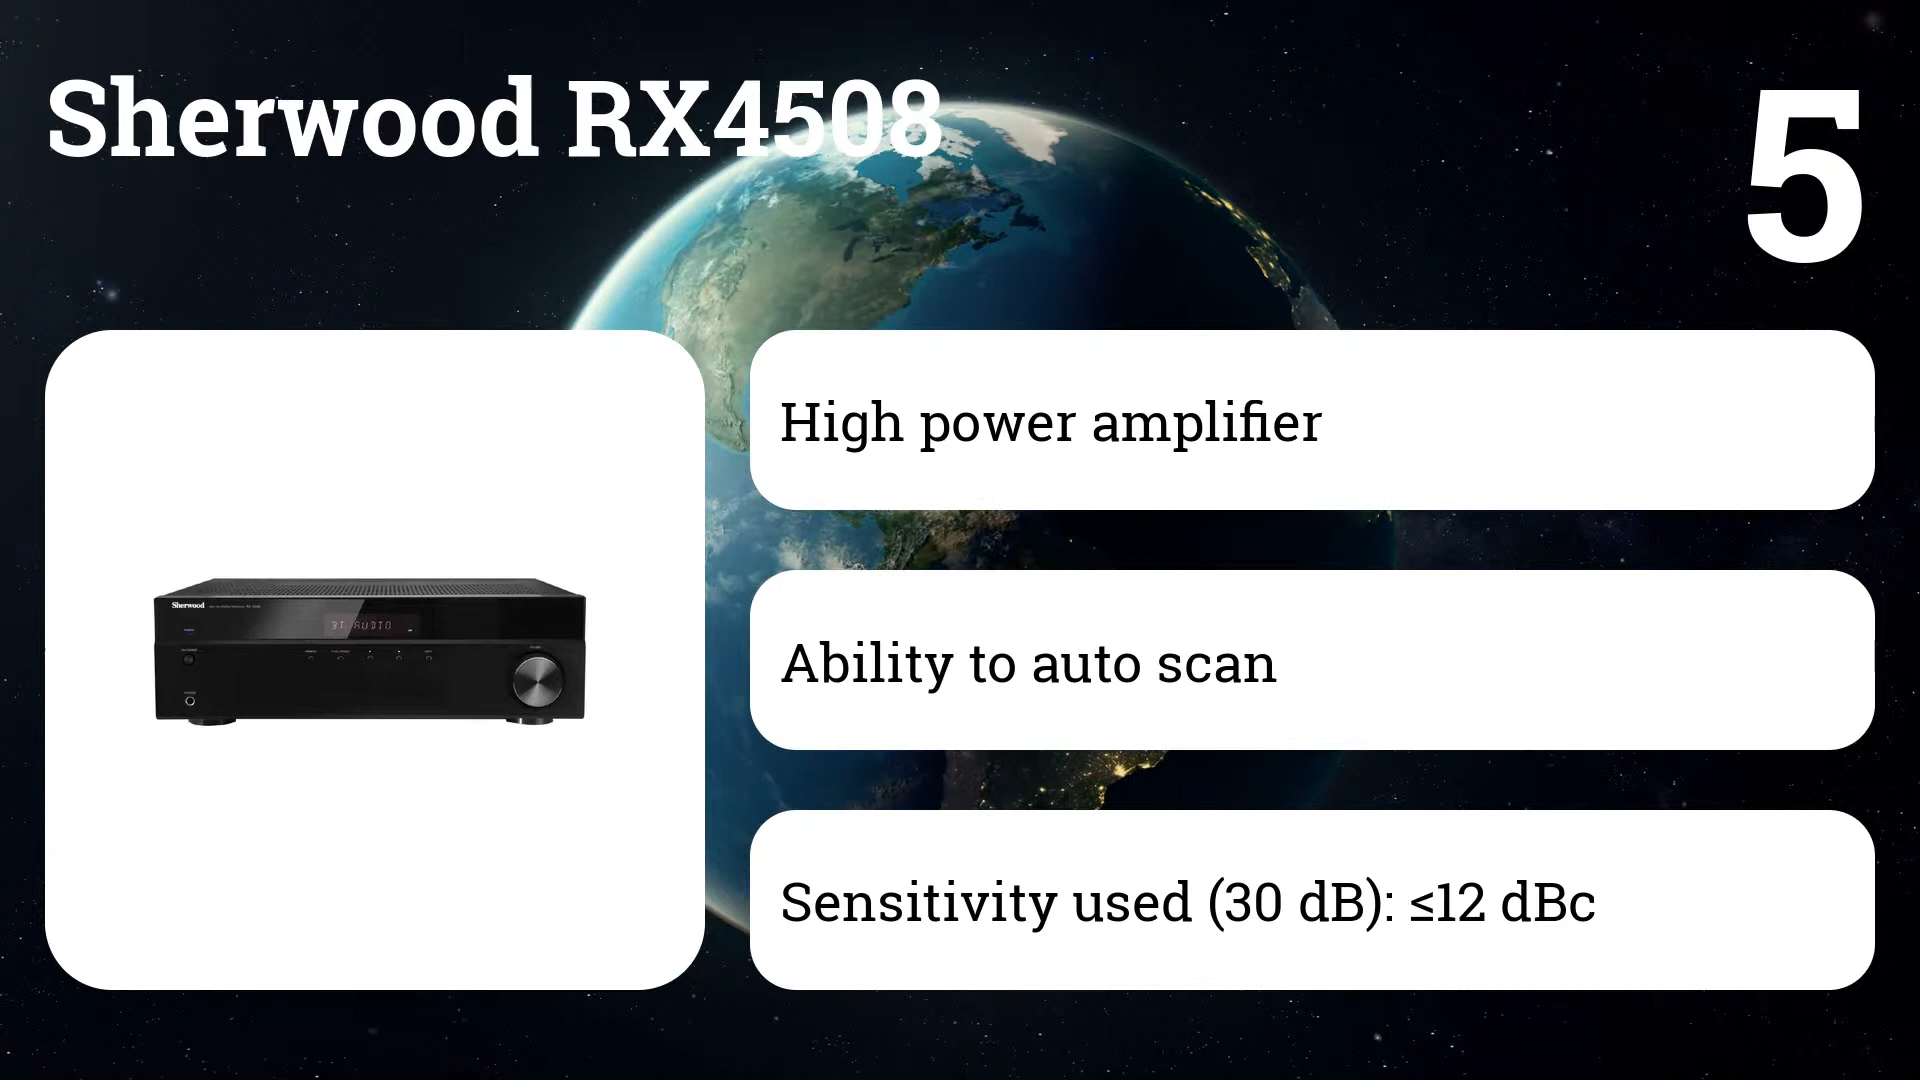 Sherwood RX4508
5
Sherwood
BT AUDIO
High power amplifier
Ability to auto scan
Sensitivity used (30 dB): ≤12 dBc